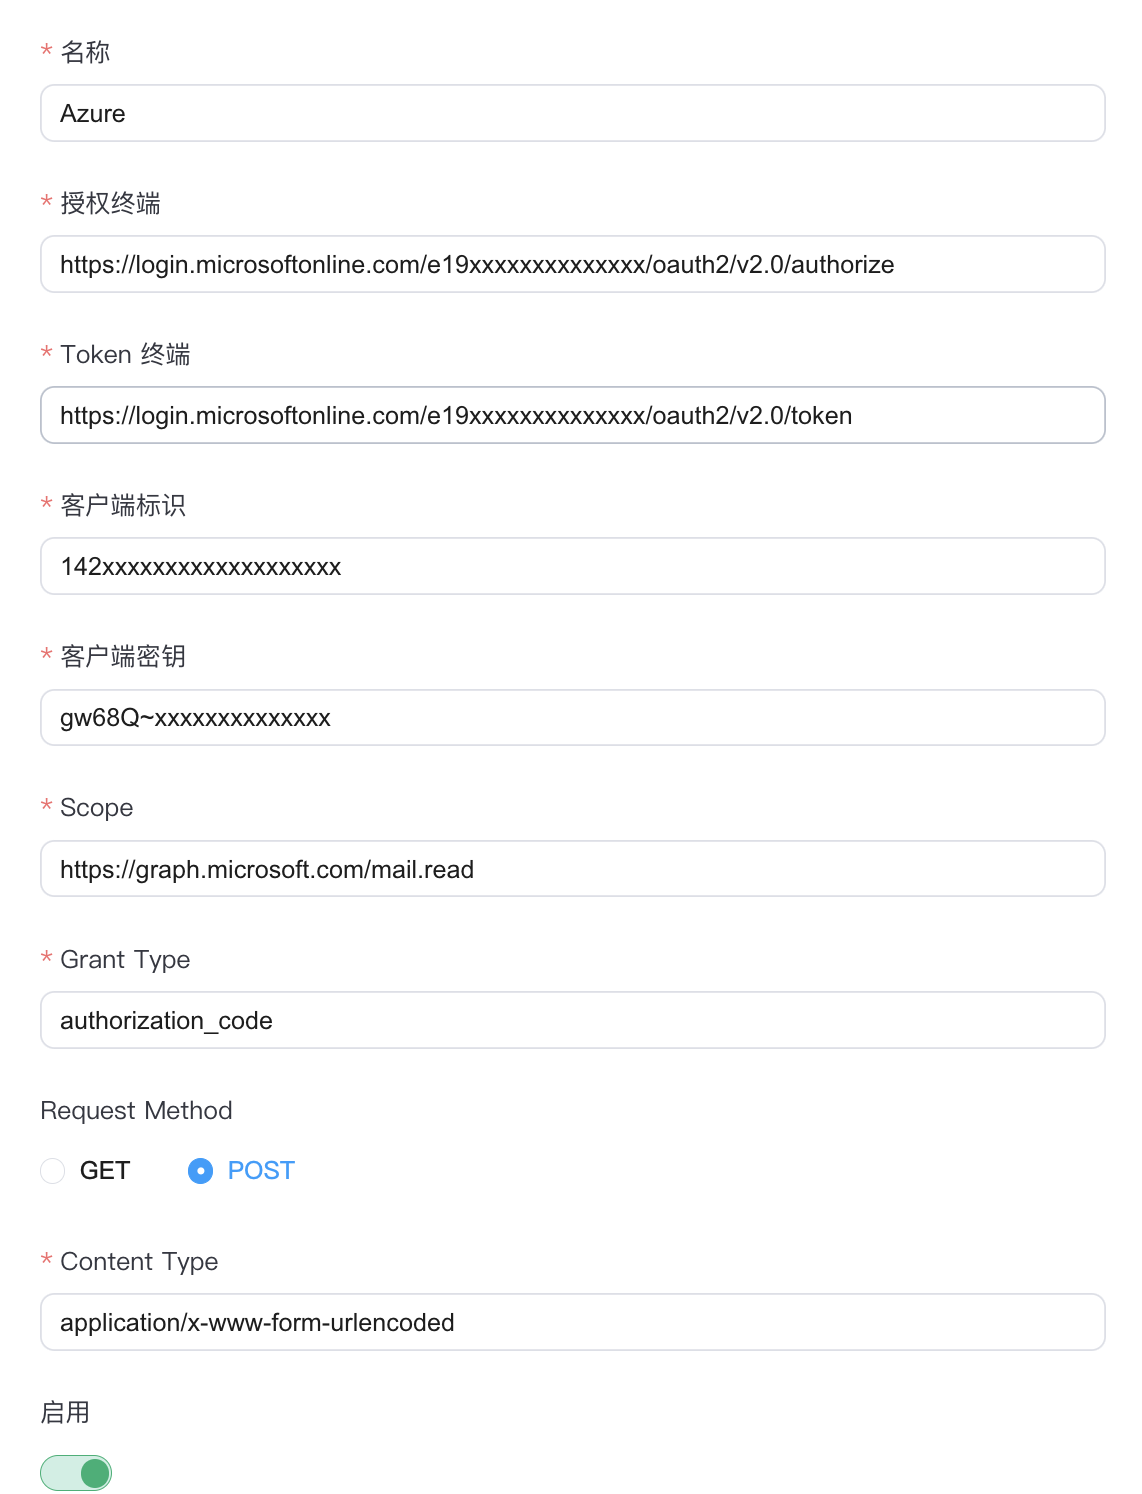 * 名称
Azure
* 授权终端
https://login.microsoftonline.com/e19xxxxxxxxxxxxxx/oauth2/v2.0/authorize
* Token 终端
https://login.microsoftonline.com/e19xxxxxxxxxxxxxx/oauth2/v2.0/token
* 客户端标识
142xxxxxxxxxxxxxxxxxxx
* 客户端密钥
gw68Q~xxxxxxxxxxxxxx
* Scope
https://graph.microsoft.com/mail.read
* Grant Type
authorization_code
Request Method
GET POST
* Content Type
application/x-www-form-urlencoded
启用